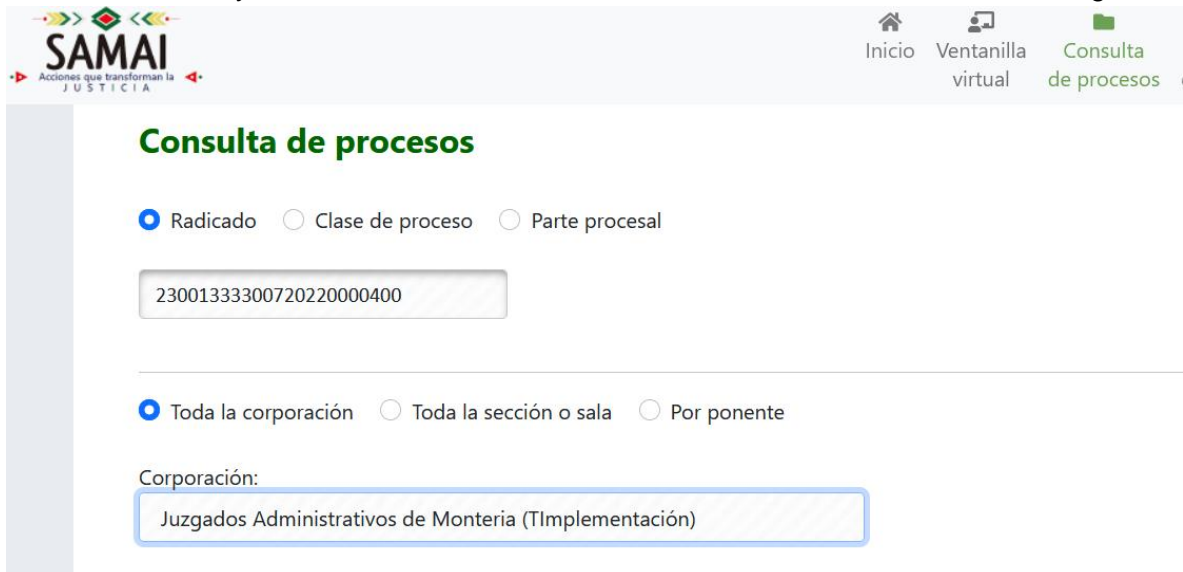 SAMAI
Acciones que transforman la
JUSTICIA
Inicio
Ventanilla
virtual
Consulta
de procesos
Consulta de procesos
Radicado Clase de proceso Parte procesal
23001333300720220000400
Toda la corporación Toda la sección o sala Por ponente
Corporación:
Juzgados Administrativos de Monteria (TImplementación)